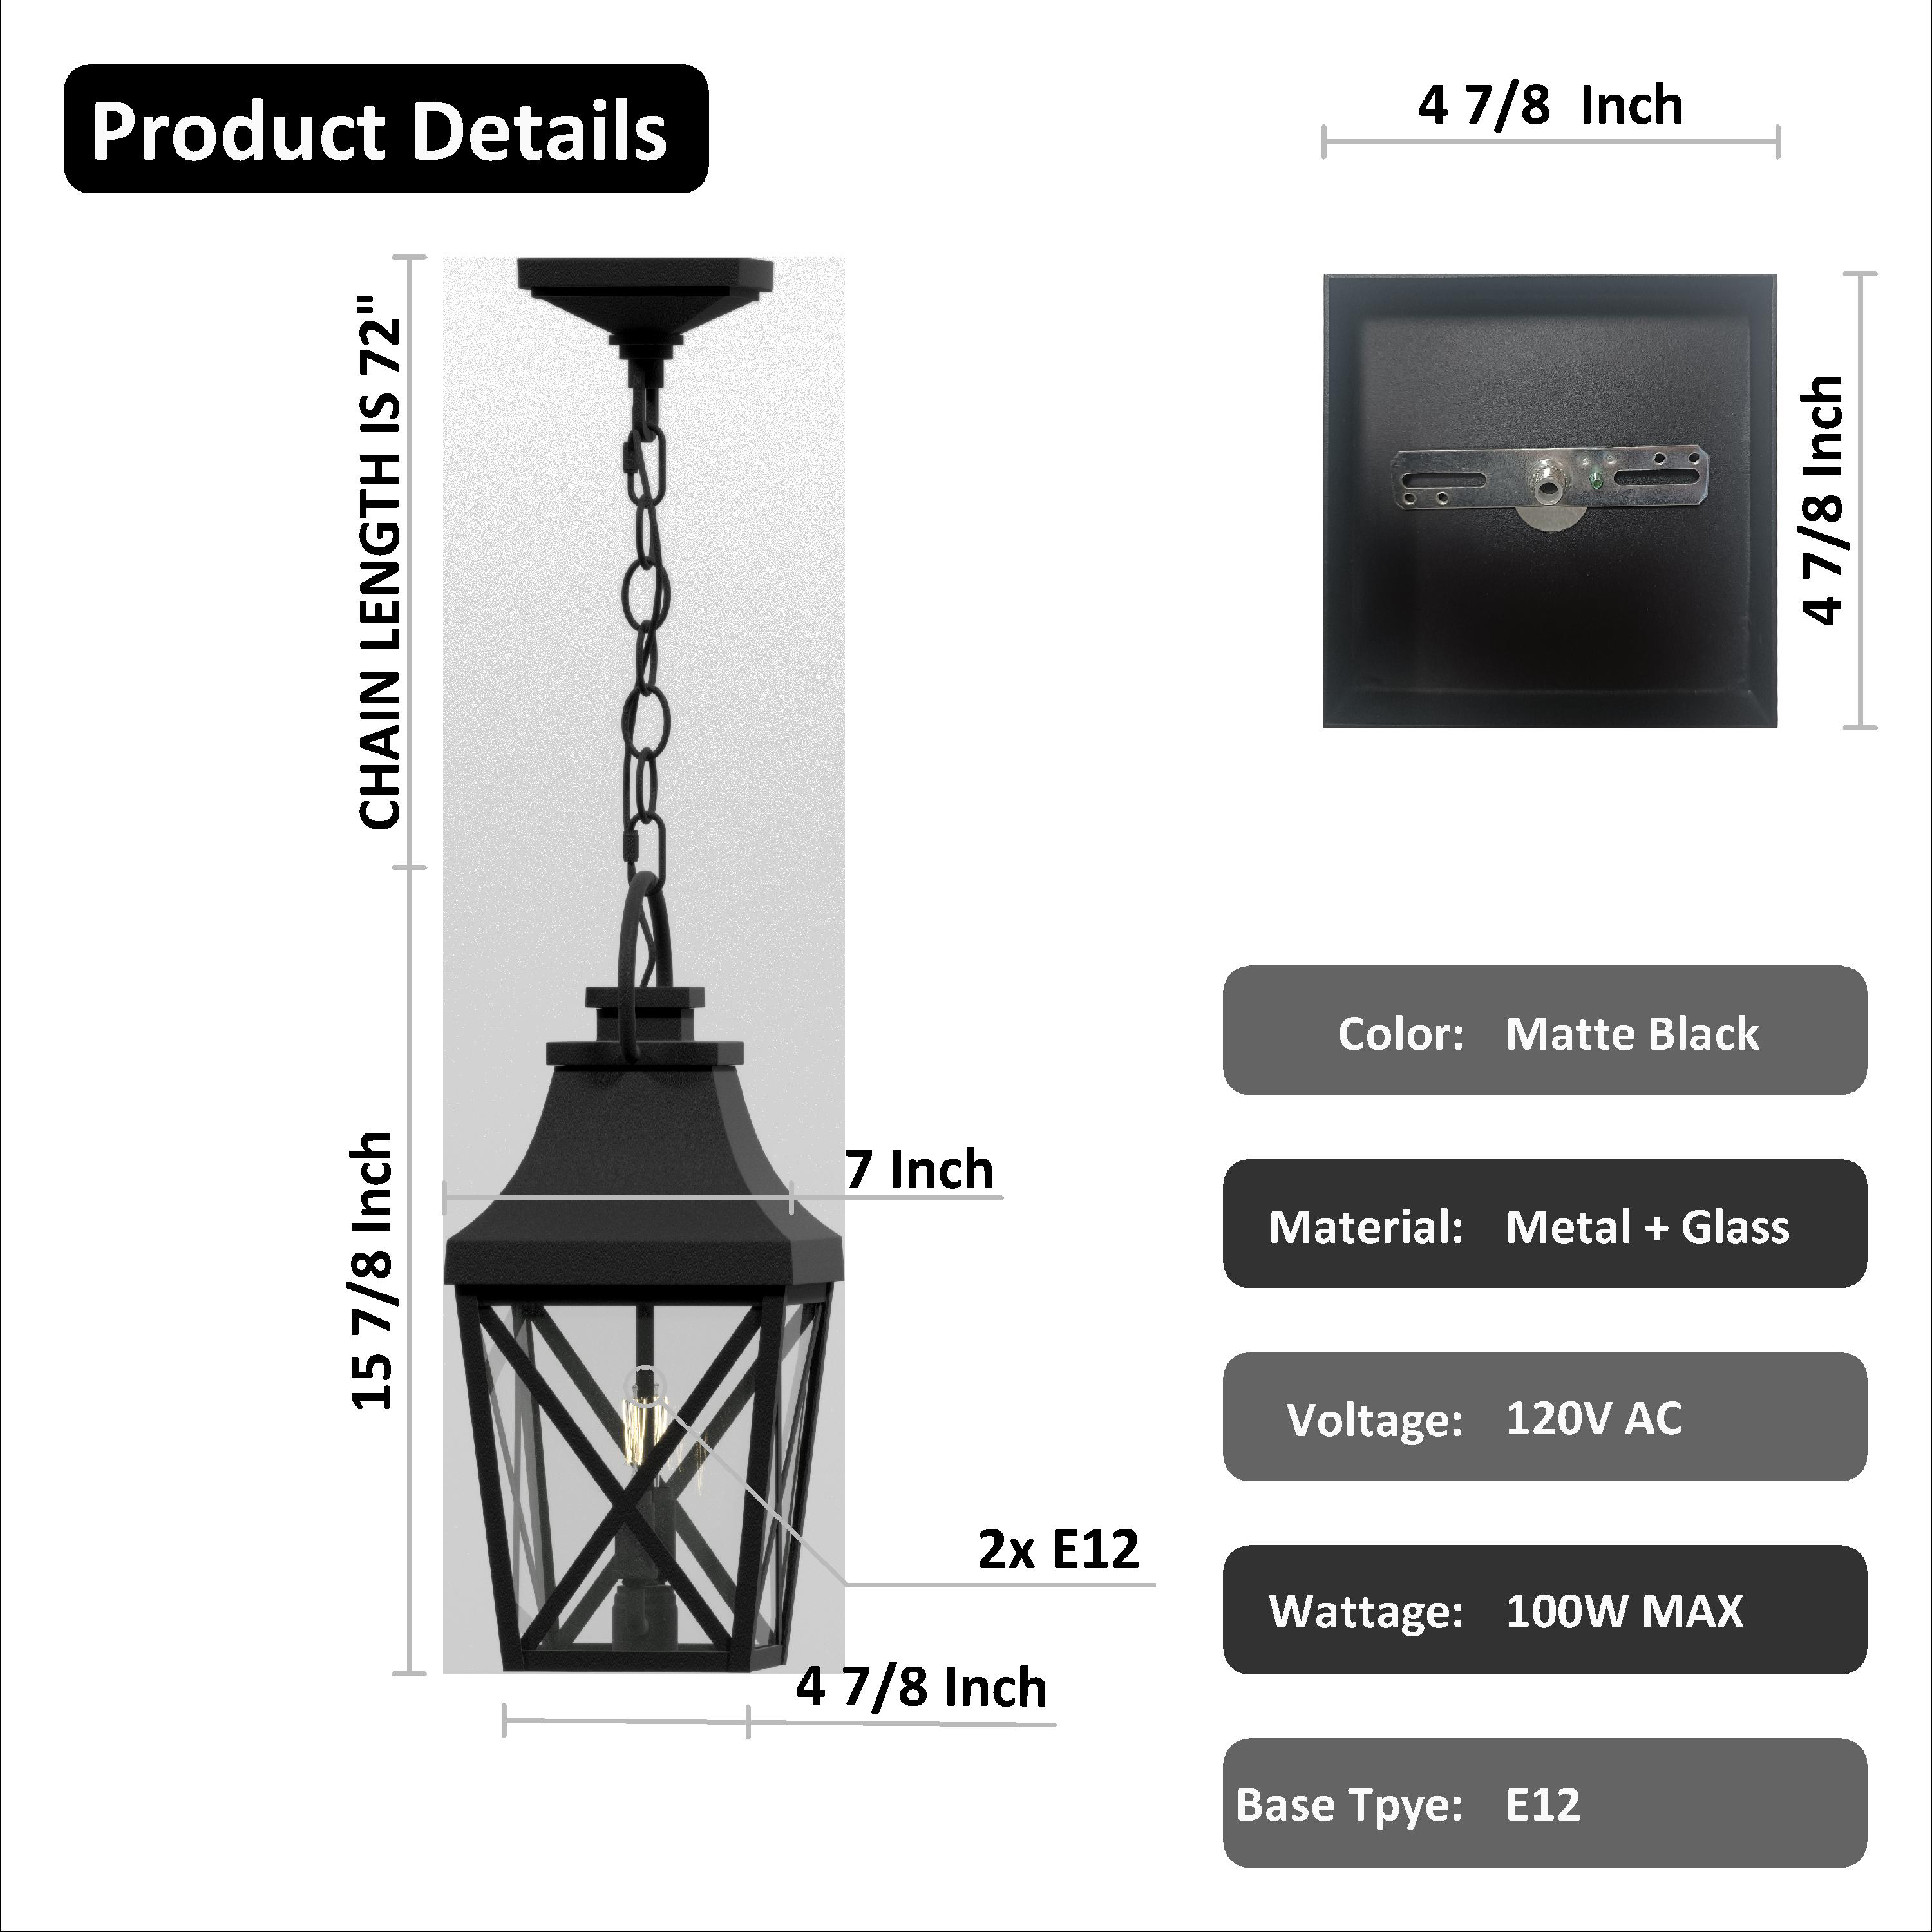 Product Details
4 7/8 Inch
CHAIN LENGTH IS 72"
4 7/8 Inch
15 7/8 Inch
7 Inch
2x E12
4 7/8 Inch
Color: Matte Black
Material: Metal + Glass
Voltage: 120V AC
Wattage: 100W MAX
Base Tpye: E12